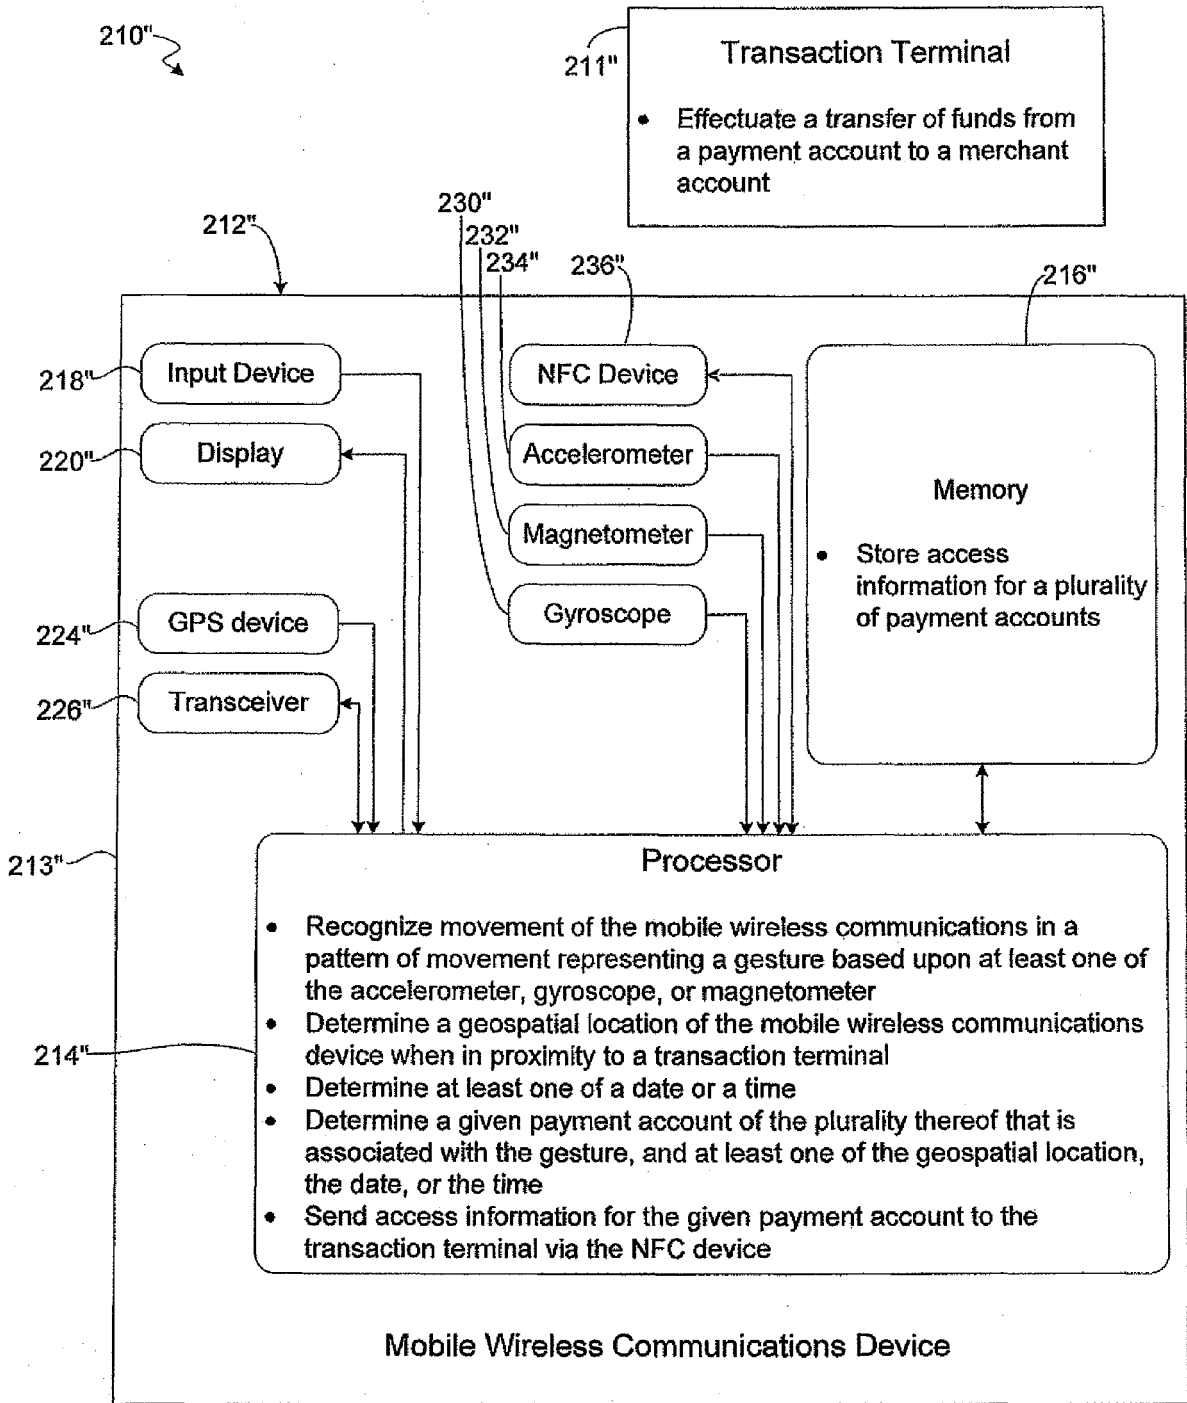 210"
211"
Transaction Terminal
• Effectuate a transfer of funds from
a payment account to a merchant
account
230"
232"
234"
212"
236"
216"
218"
Input Device
NFC Device
220"
Display
Accelerometer
Magnetometer
Memory
• Store access
information for a plurality
of payment accounts
224"
GPS device
Gyroscope
226"
Transceiver
213"
Processor
• Recognize movement of the mobile wireless communications in a
pattern of movement representing a gesture based upon at least one of
the accelerometer, gyroscope, or magnetometer
• Determine a geospatial location of the mobile wireless communications
device when in proximity to a transaction terminal
214"
• Determine at least one of a date or a time
• Determine a given payment account of the plurality thereof that is
associated with the gesture, and at least one of the geospatial location,
the date, or the time
• Send access information for the given payment account to the
transaction terminal via the NFC device
Mobile Wireless Communications Device